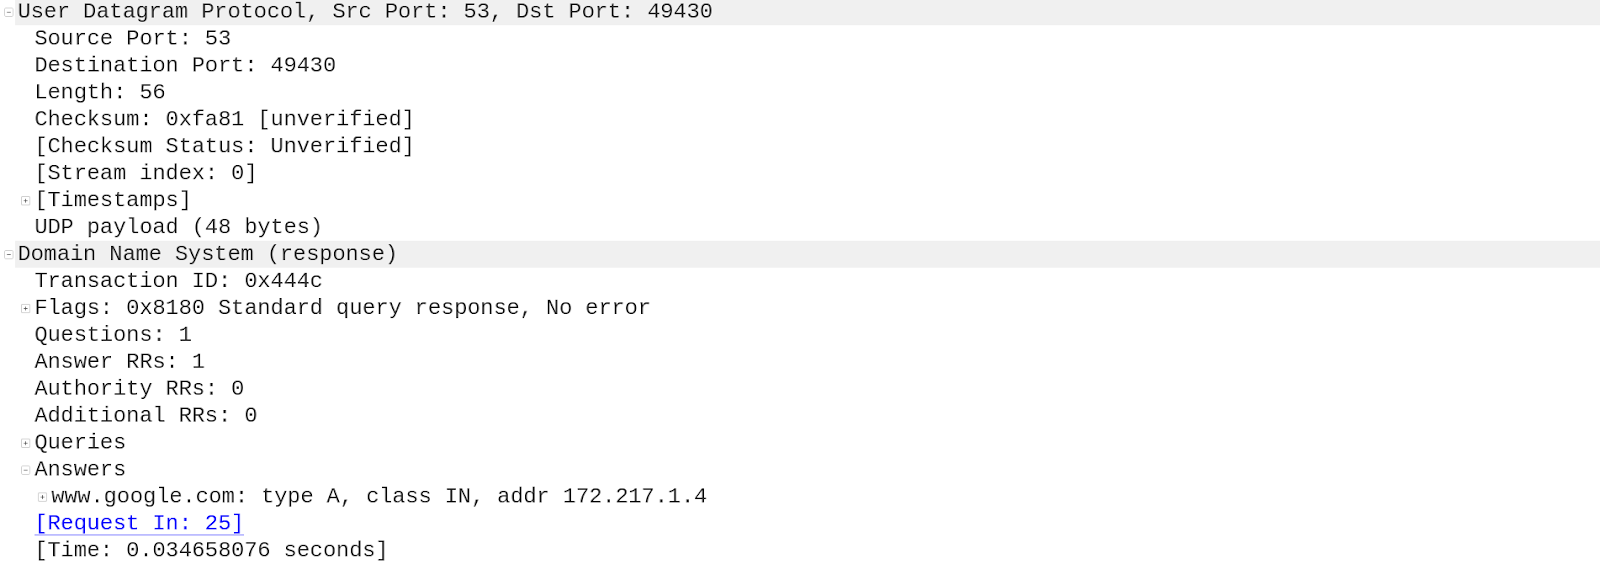 User Datagram Protocol, Src Port: 53, Dst Port: 49430
Source Port: 53
Destination Port: 49430
Length: 56
Checksum: 0xfa81 [unverified]
[Checksum Status: Unverified]
[Stream index: 0]
[Timestamps]
UDP payload (48 bytes)
Domain Name System (response)
Transaction ID: 0x444c
Flags: 0x8180 Standard query response, No error
Questions: 1
Answer RRs: 1
Authority RRs: 0
Additional RRs: 0
Queries
Answers
www.google.com: type A, class IN, addr 172.217.1.4
[Request In: 25]
[Time: 0.034658076 seconds]